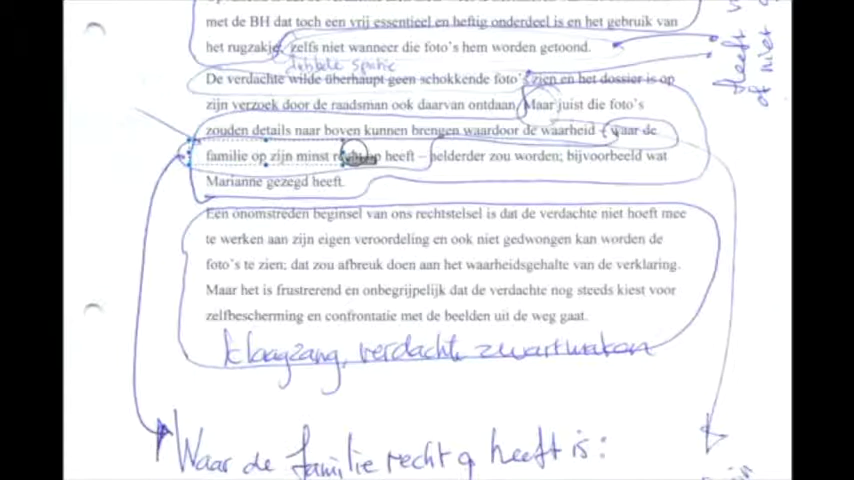 met de BH dat toch een vrij essentieel en heftig onderdeel is en het gebruik van
het rugzakje, zelfs niet wanneer die foto's hem worden getoond.
dubbele spatie
De verdachte wilde überhaupt geen schokkende foto's zien en het dossier is op
zijn verzoek door de raadsman ook daarvan ontdaan. Maar juist die foto's
zouden details naar boven kunnen brengen waardoor de waarheid – waar de
familie op zijn minst recht op heeft – helderder zou worden; bijvoorbeeld wat
Marianne gezegd heeft.
Een onomstreden beginsel van ons rechtstelsel is dat de verdachte niet hoeft mee
te werken aan zijn eigen veroordeling en ook niet gedwongen kan worden de
foto's te zien; dat zou afbreuk doen aan het waarheidsgehalte van de verklaring.
Maar het is frustrerend en onbegrijpelijk dat de verdachte nog steeds kiest voor
zelfbescherming en confrontatie met de beelden uit de weg gaat.
klaagzang, verdachte zwartmaken
Waar de familie recht op heeft is:
heeft
of niet